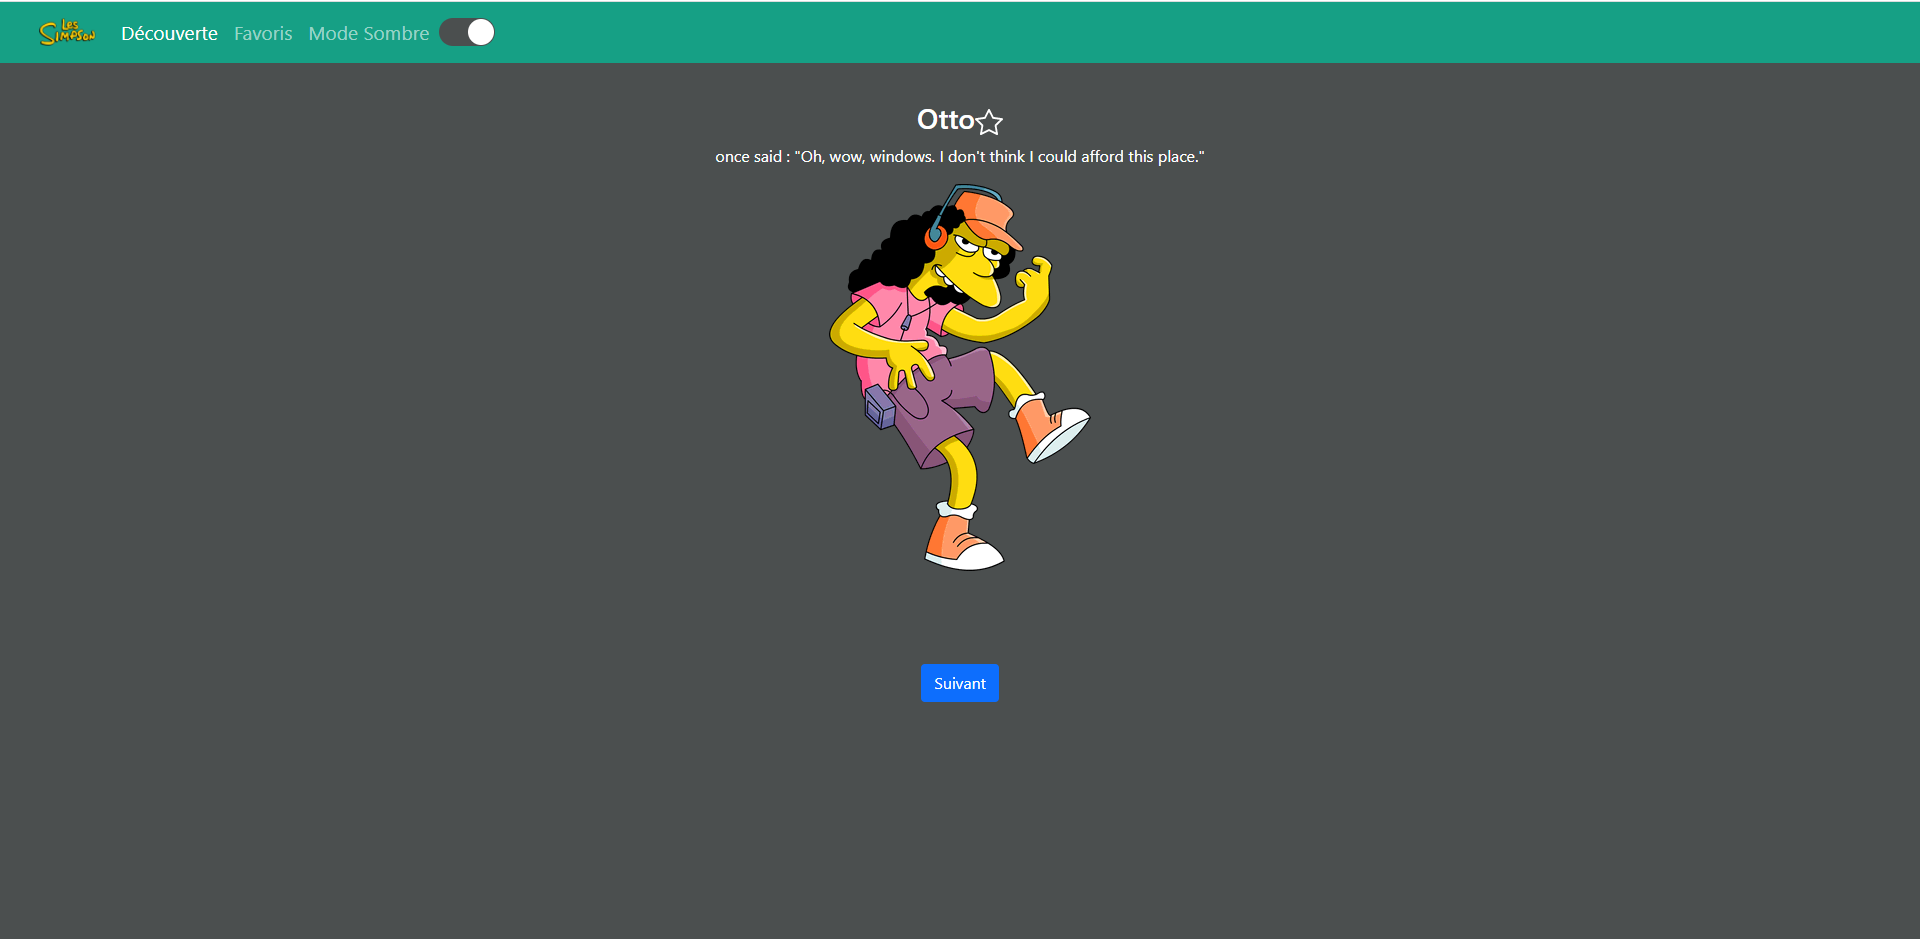 Les
Simpson
Découverte Favoris Mode Sombre
Otto
once said : "Oh, wow, windows. I don't think I could afford this place."
Suivant